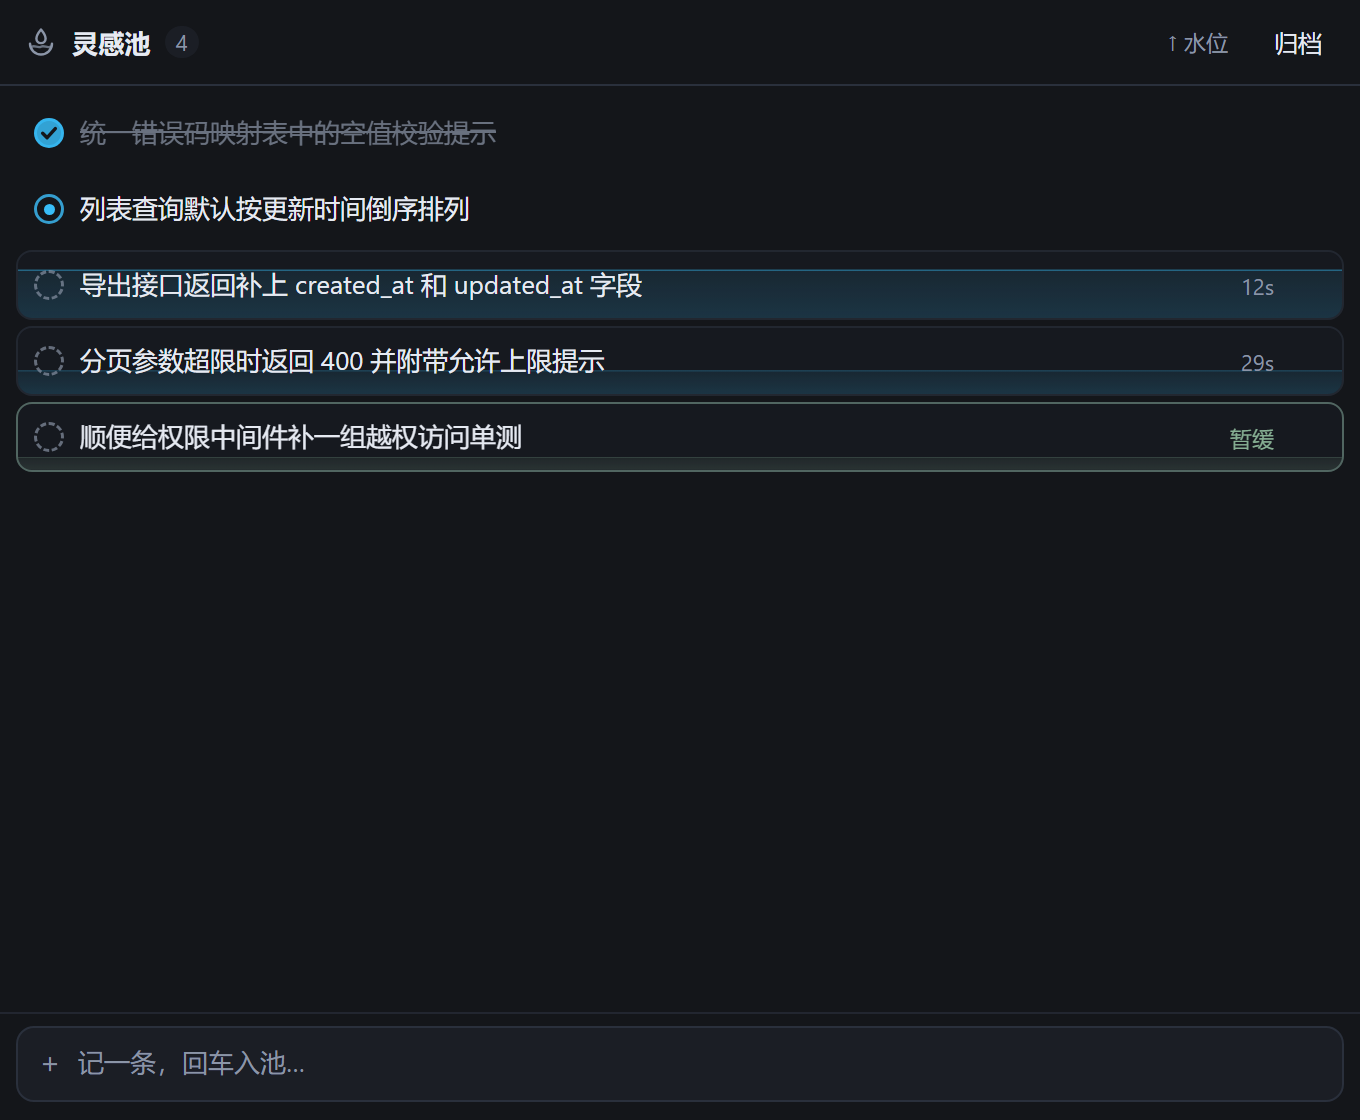 灵感池 4 ↑水位 归档
统一错误码映射表中的空值校验提示
列表查询默认按更新时间倒序排列
导出接口返回补上 created_at 和 updated_at 字段 12s
分页参数超限时返回 400 并附带允许上限提示 29s
顺便给权限中间件补一组越权访问单测 暂缓
+ 记一条，回车入池...